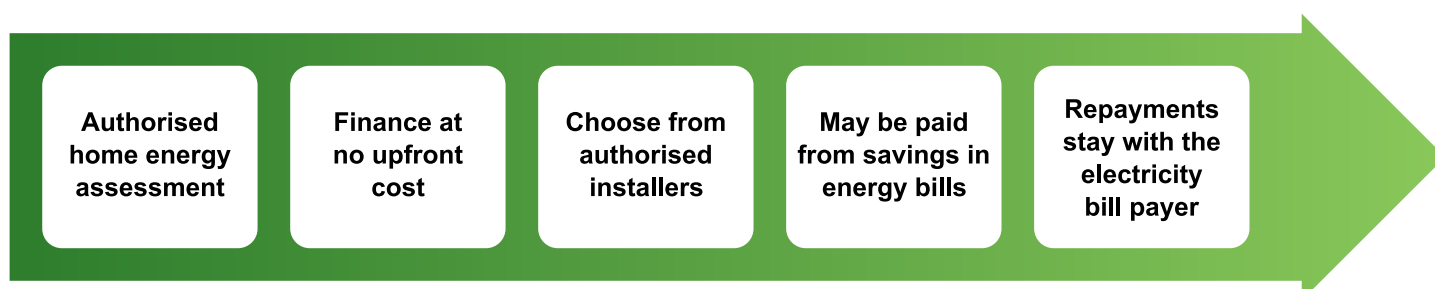 Authorised
home energy
assessment
Finance at
no upfront
cost
Choose from
authorised
installers
May be paid
from savings in
energy bills
Repayments
stay with the
electricity
bill payer